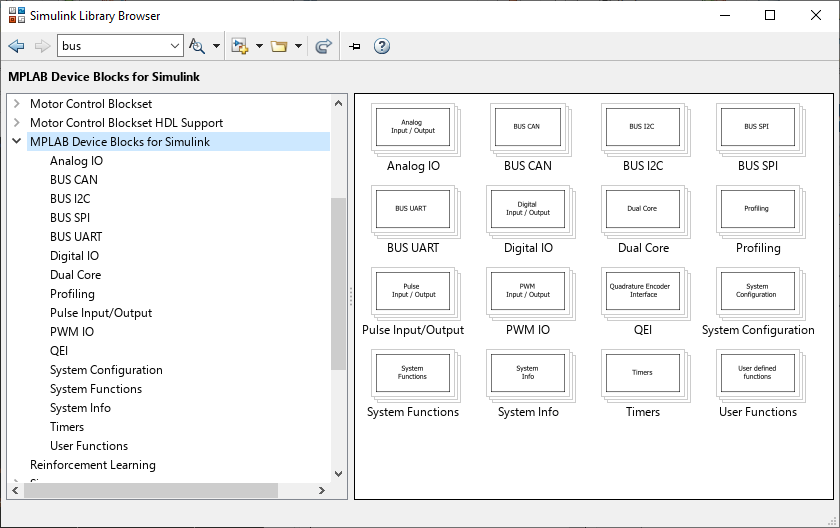 Simulink Library Browser
bus
MPLAB Device Blocks for Simulink
Motor Control Blockset
Motor Control Blockset HDL Support
MPLAB Device Blocks for Simulink
Analog IO
BUS CAN
BUS I2C
BUS SPI
BUS UART
Digital IO
Dual Core
Profiling
Pulse Input/Output
PWM IO
QEI
System Configuration
System Functions
System Info
Timers
User Functions
Reinforcement Learning
Analog
Input / Output
Analog IO
BUS CAN
BUS CAN
BUS I2C
BUS I2C
BUS SPI
BUS SPI
BUS UART
BUS UART
Digital
Input / Output
Digital IO
Dual Core
Dual Core
Profiling
Profiling
Pulse
Input / Output
Pulse Input/Output
PWM
Input / Output
PWM IO
Quadrature Encoder
Interface
QEI
System
Configuration
System Configuration
System
Functions
System Functions
System
Info
System Info
Timers
Timers
User defined
functions
User Functions